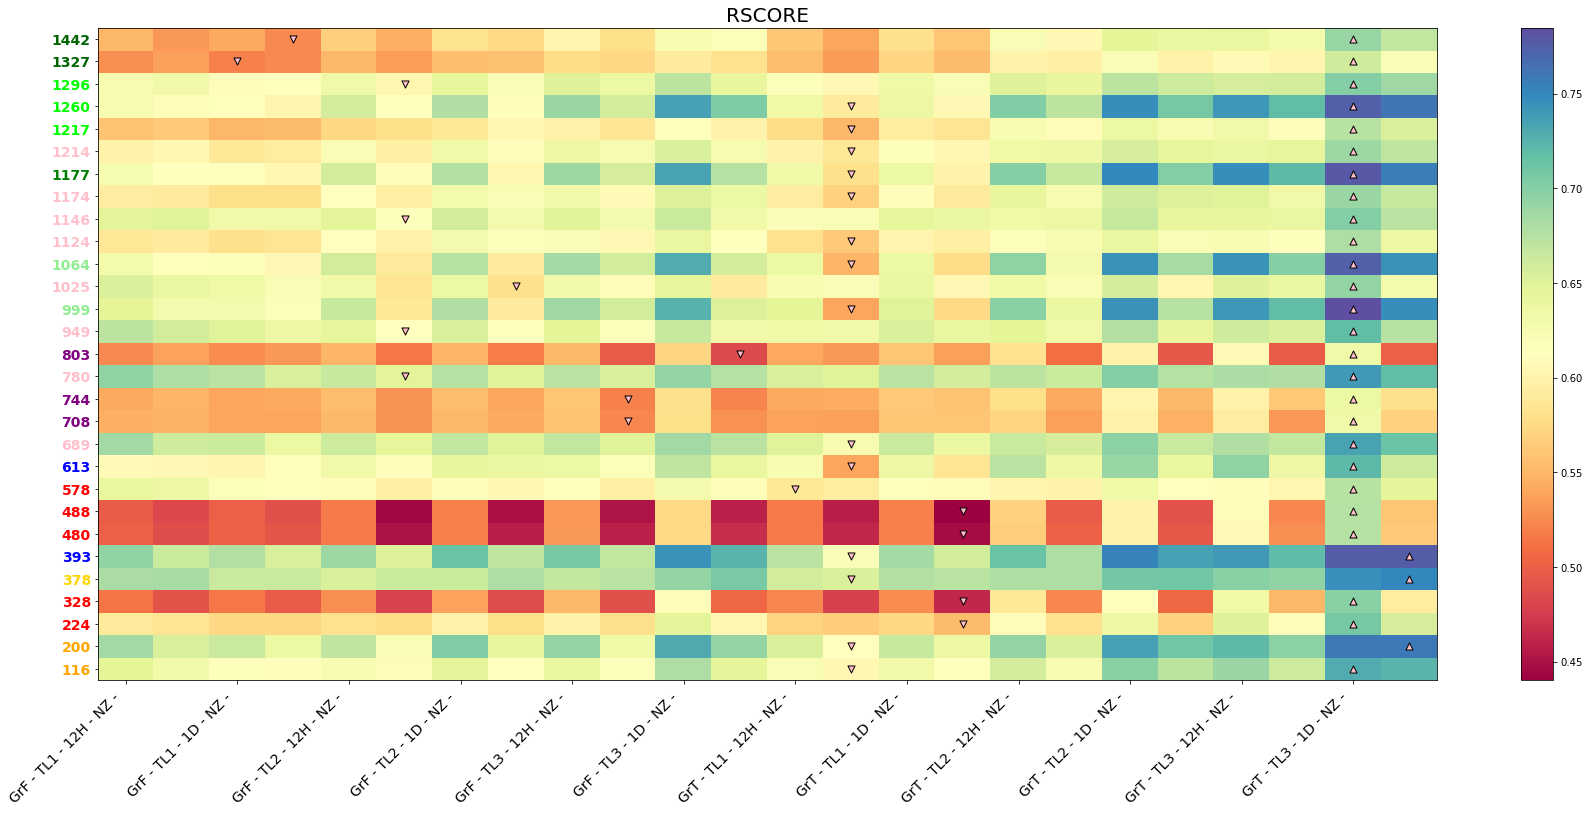 RSCORE
1442
1327
1296
1260
1217
1214
1177
1174
1146
1124
1064
1025
999
949
803
780
744
708
689
613
578
488
480
393
378
328
224
200
116
GrF - TL1 - 12H - NZ-
GrF - TL1 - 1D - NZ-
GrF - TL2 - 12H - NZ-
GrF - TL2 - 1D - NZ-
GrF - TL3 - 12H - NZ-
GrF - TL3 - 1D - NZ-
GrT - TL1 - 12H - NZ-
GrT - TL1 - 1D - NZ-
GrT - TL2 - 12H - NZ-
GrT - TL2 - 1D - NZ-
GrT - TL3 - 12H - NZ-
GrT - TL3 - 1D - NZ-
0.75
0.70
0.65
0.60
0.55
0.50
0.45